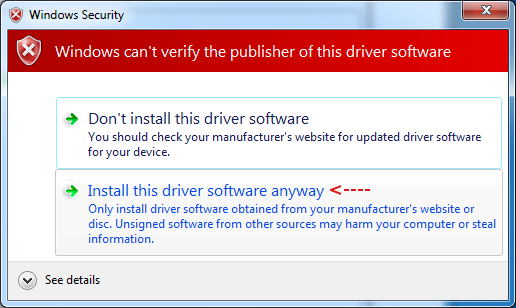 Windows Security
Windows can't verify the publisher of this driver software
Don't install this driver software
You should check your manufacturer's website for updated driver software
for your device.
Install this driver software anyway <----
Only install driver software obtained from your manufacturer's website or
disc. Unsigned software from other sources may harm your computer or steal
information.
See details